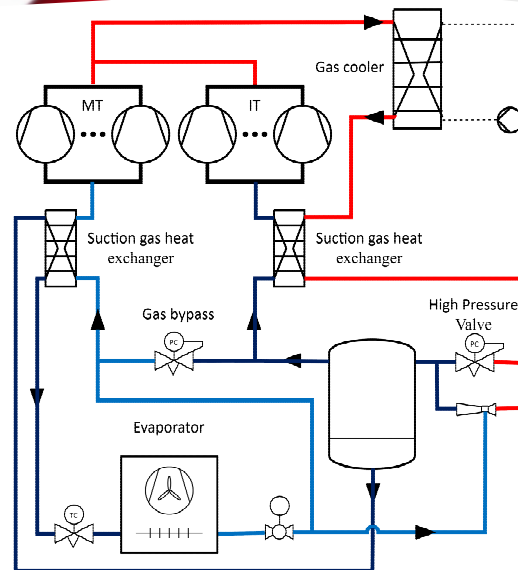 Gas cooler
MT
IT
Suction gas heat
exchanger
Suction gas heat
exchanger
Gas bypass
High Pressure
Valve
PC
PC
Evaporator
TC